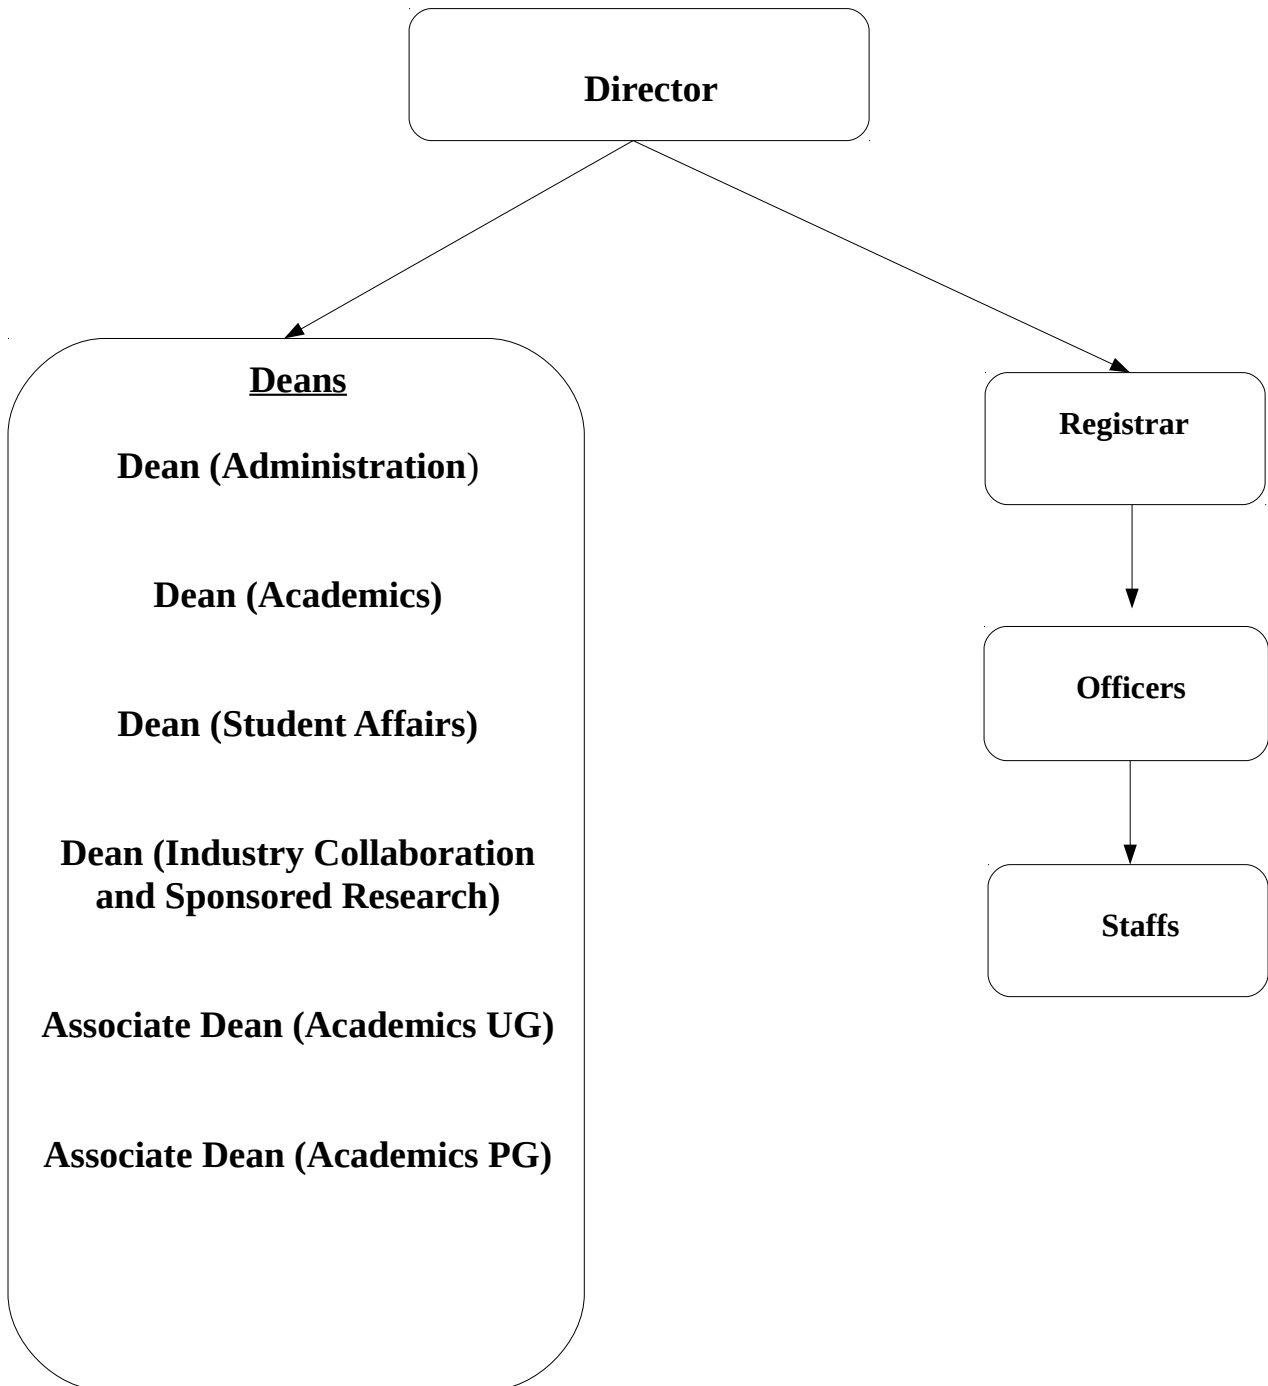 Director
Deans
Dean (Administration)
Dean (Academics)
Dean (Student Affairs)
Dean (Industry Collaboration
and Sponsored Research)
Associate Dean (Academics UG)
Associate Dean (Academics PG)
Registrar
Officers
Staffs